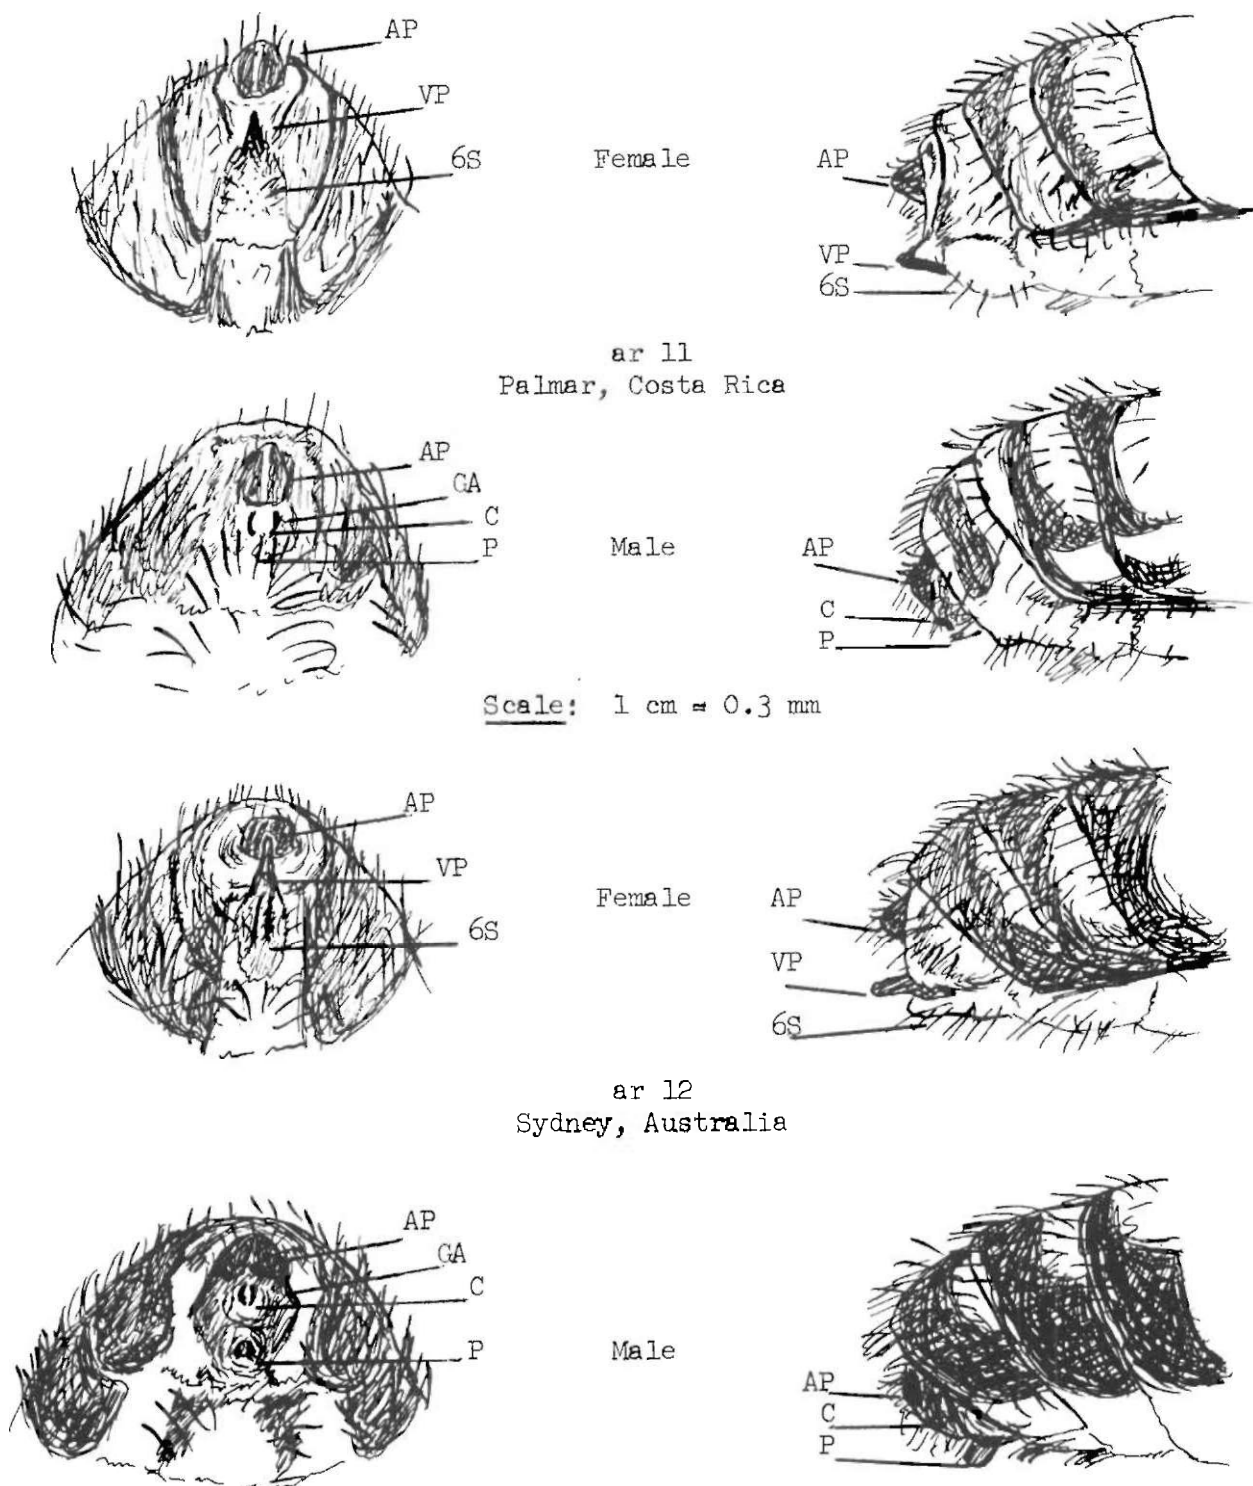 AP
VP
6S
Female
AP
VP
6S
ar 11
Palmar, Costa Rica
AP
GA
C
P
Male
AP
C
P
Scale: 1 cm = 0.3 mm
AP
VP
6S
Female
AP
VP
6S
ar 12
Sydney, Australia
AP
GA
C
P
Male
AP
C
P